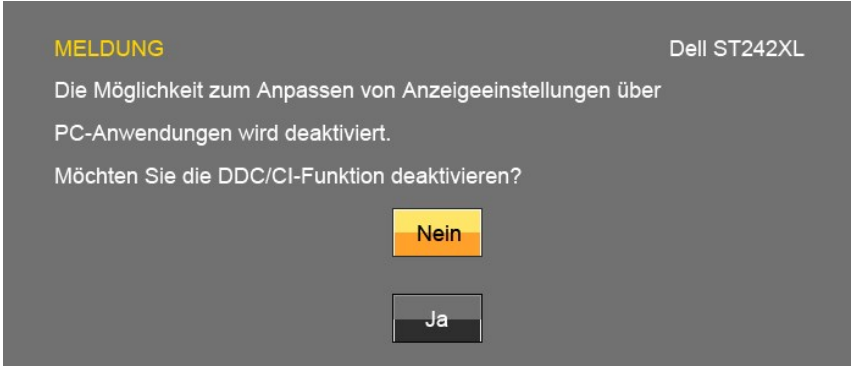 MELDUNG Dell ST242XL
Die Möglichkeit zum Anpassen von Anzeigeeinstellungen über
PC-Anwendungen wird deaktiviert.
Möchten Sie die DDC/CI-Funktion deaktivieren?
Nein
Ja